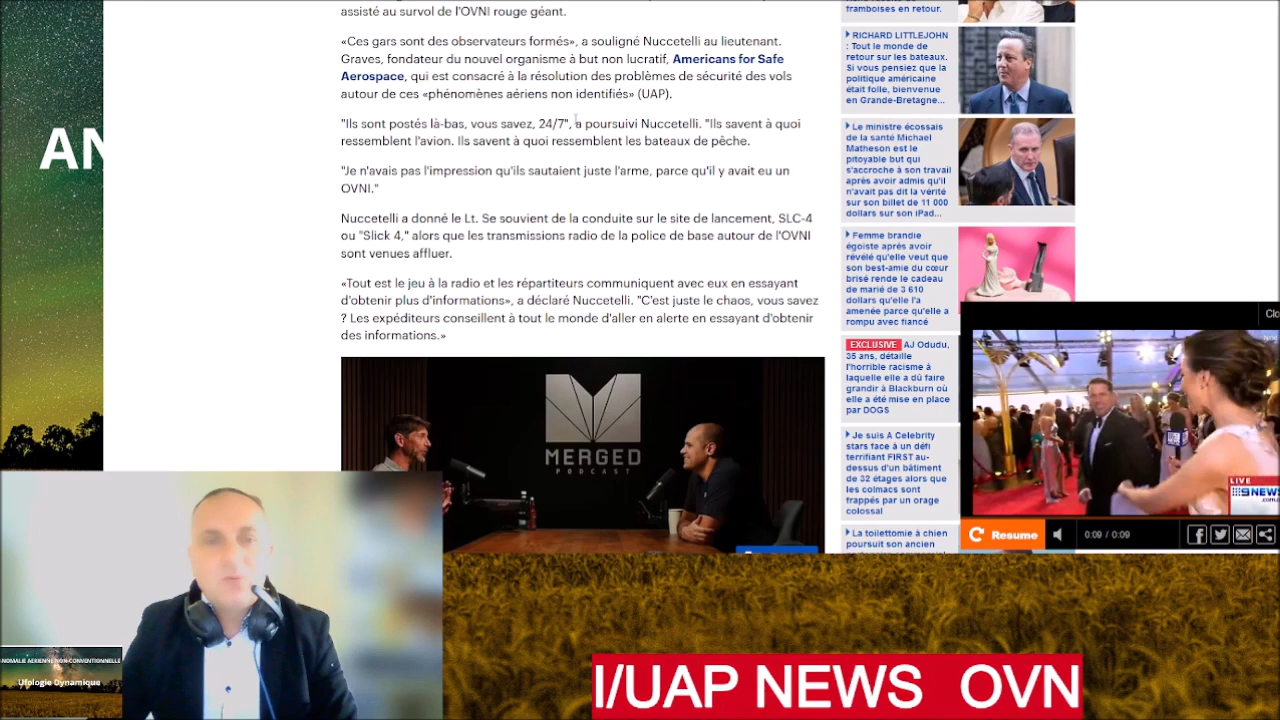 assisté au survol de l'OVNI rouge géant.
«Ces gars sont des observateurs formés», a souligné Nuccetelli au lieutenant.
Graves, fondateur du nouvel organisme à but non lucratif, Americans for Safe
Aerospace, qui est consacré à la résolution des problèmes de sécurité des vols
autour de ces «phénomènes aériens non identifiés» (UAP).
"Ils sont postés là-bas, vous savez, 24/7", a poursuivi Nuccetelli. "Ils savent à quoi
ressemblent l'avion. Ils savent à quoi ressemblent les bateaux de pêche.
"Je n'avais pas l'impression qu'ils sautaient juste l'arme, parce qu'il y avait eu un
OVNI."
Nuccetelli a donné le Lt. Se souvient de la conduite sur le site de lancement, SLC-4
ou "Slick 4," alors que les transmissions radio de la police de base autour de l'OVNI
sont venues affluer.
«Tout est le jeu à la radio et les répartiteurs communiquent avec eux en essayant
d'obtenir plus d'informations», a déclaré Nuccetelli. "C'est juste le chaos, vous savez
? Les expéditeurs conseillent à tout le monde d'aller en alerte en essayant d'obtenir
des informations.»
MERGED
PODCAST
framboises en retour.
RICHARD LITTLEJOHN
: Tout le monde de
retour sur les bateaux.
Si vous pensiez que la
politique américaine
était folle, bienvenue
en Grande-Bretagne...
Le ministre écossais
de la santé Michael
Matheson est le
pitoyable but qui
s'accroche à son travail
après avoir admis qu'il
n'avait pas dit la vérité
sur son billet de 11 000
dollars sur son iPad...
Femme brandie
égoiste après avoir
révélé qu'elle veut que
son best-amie du cœur
brisé rende le cadeau
de marié de 3 610
dollars qu'elle l'a
amenée parce qu'elle a
rompu avec fiancé
EXCLUSIVE AJ Odudu,
35 ans, détaille
l'horrible racisme à
laquelle elle a dû faire
grandir à Blackburn où
elle a été mise en place
par DOGS
Je suis A Celebrity
stars face à un défi
terrifiant FIRST au-
dessus d'un bâtiment
de 32 étages alors que
les colmacs sont
frappés par un orage
colossal
La toilettomie à chien
poursuit son ancien
Clo
LIVE
9NEWS
.com.au
Resume
0:09 / 0:09
AN
ANOMALIE AERIENNE NON-CONVENTIONNELLE
Ufologie Dynamique
I/UAP NEWS OVN